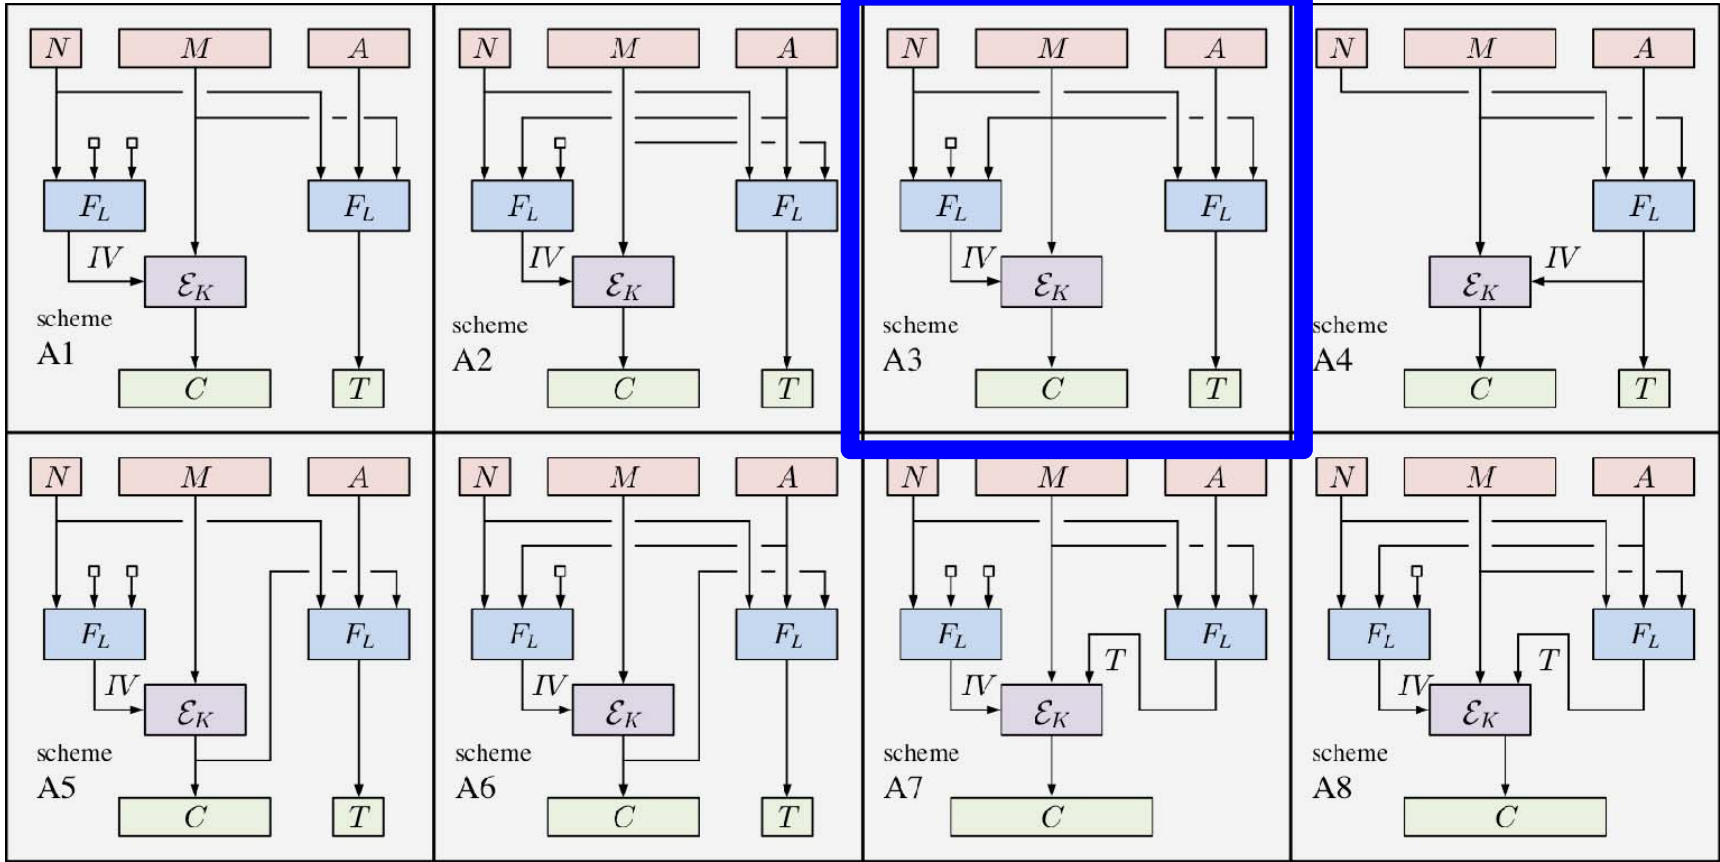 N M A N M A N M A N M A
F_L F_L F_L F_L F_L F_L F_L
IV IV IV IV
ℰ_K ℰ_K ℰ_K ℰ_K
scheme scheme scheme scheme
A1 A2 A3 A4
C T C T C T C T
N M A N M A N M A N M A
F_L F_L F_L F_L F_L F_L F_L F_L
IV IV IV T IV T
ℰ_K ℰ_K ℰ_K ℰ_K
scheme scheme scheme scheme
A5 A6 A7 A8
C T C T C C